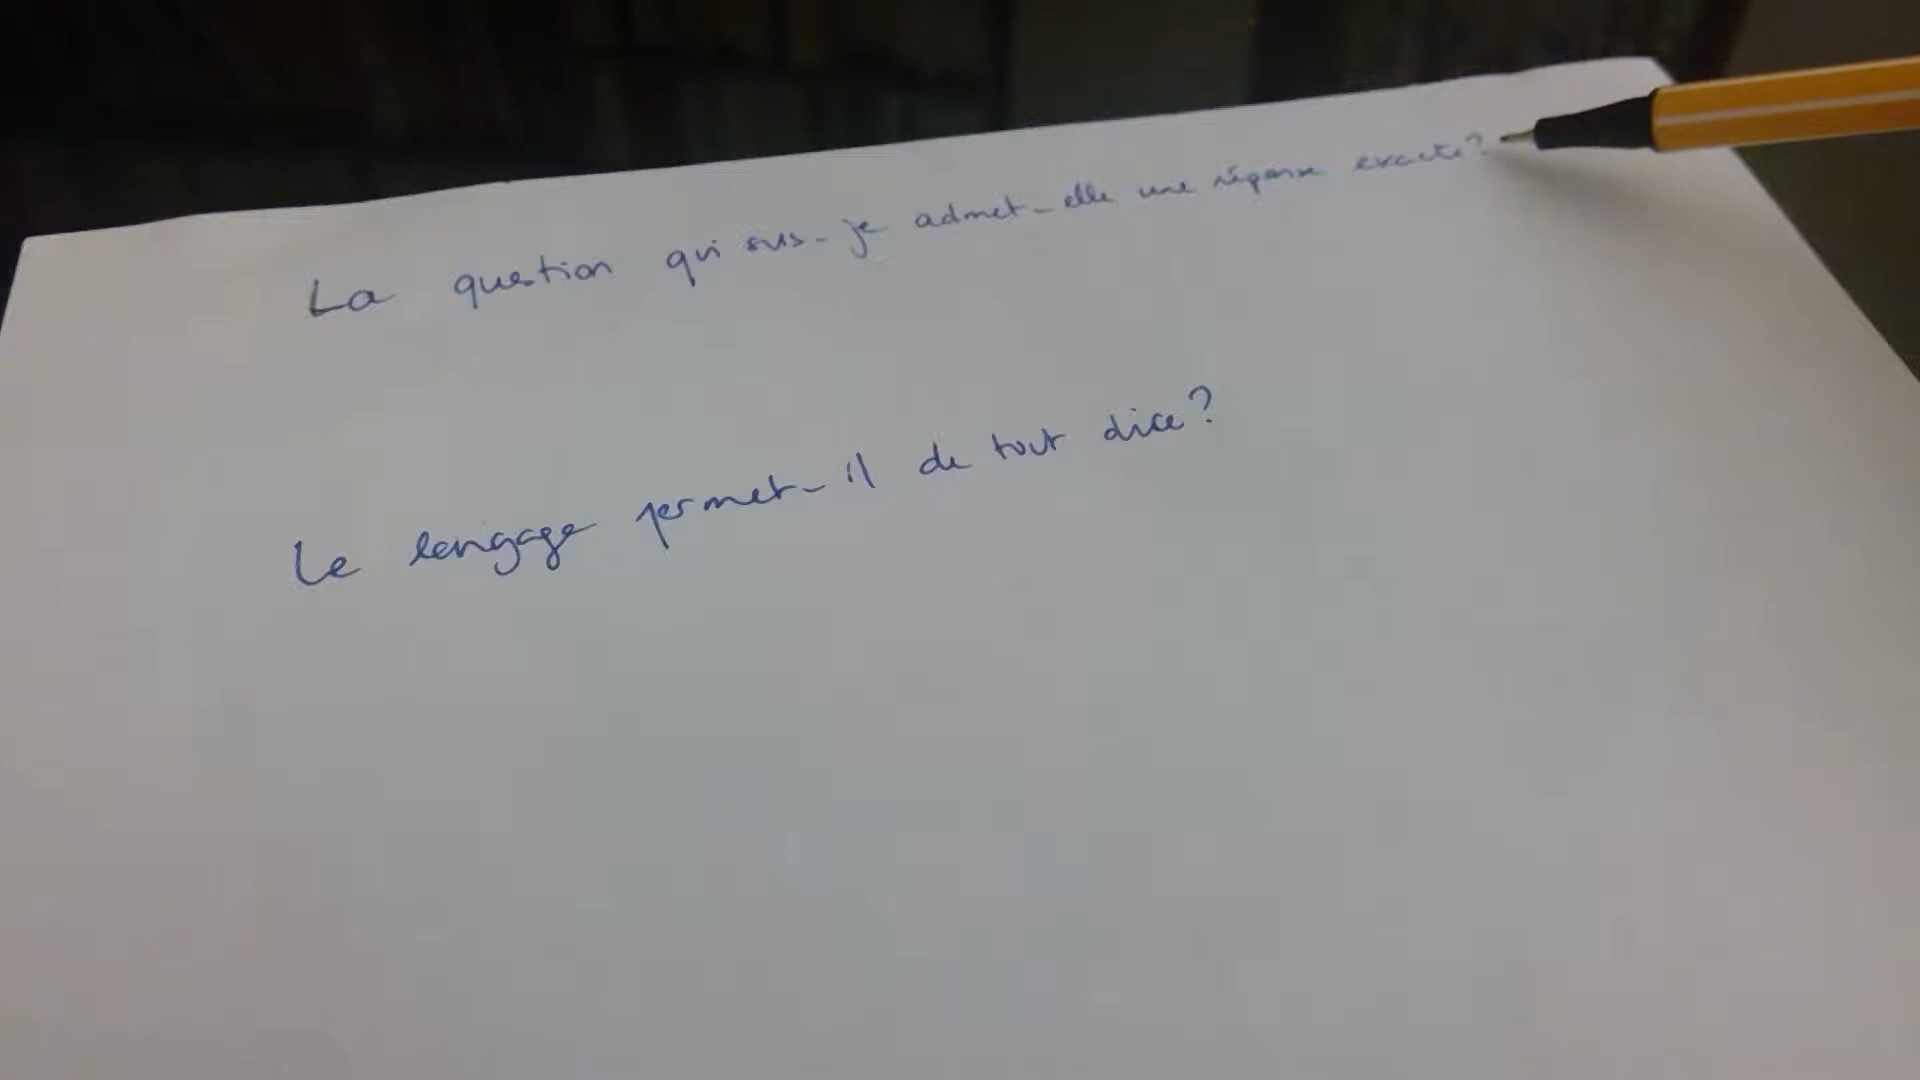 La question qui suis-je admet-elle une réponse exacte?
Le langage permet-il de tout dire?